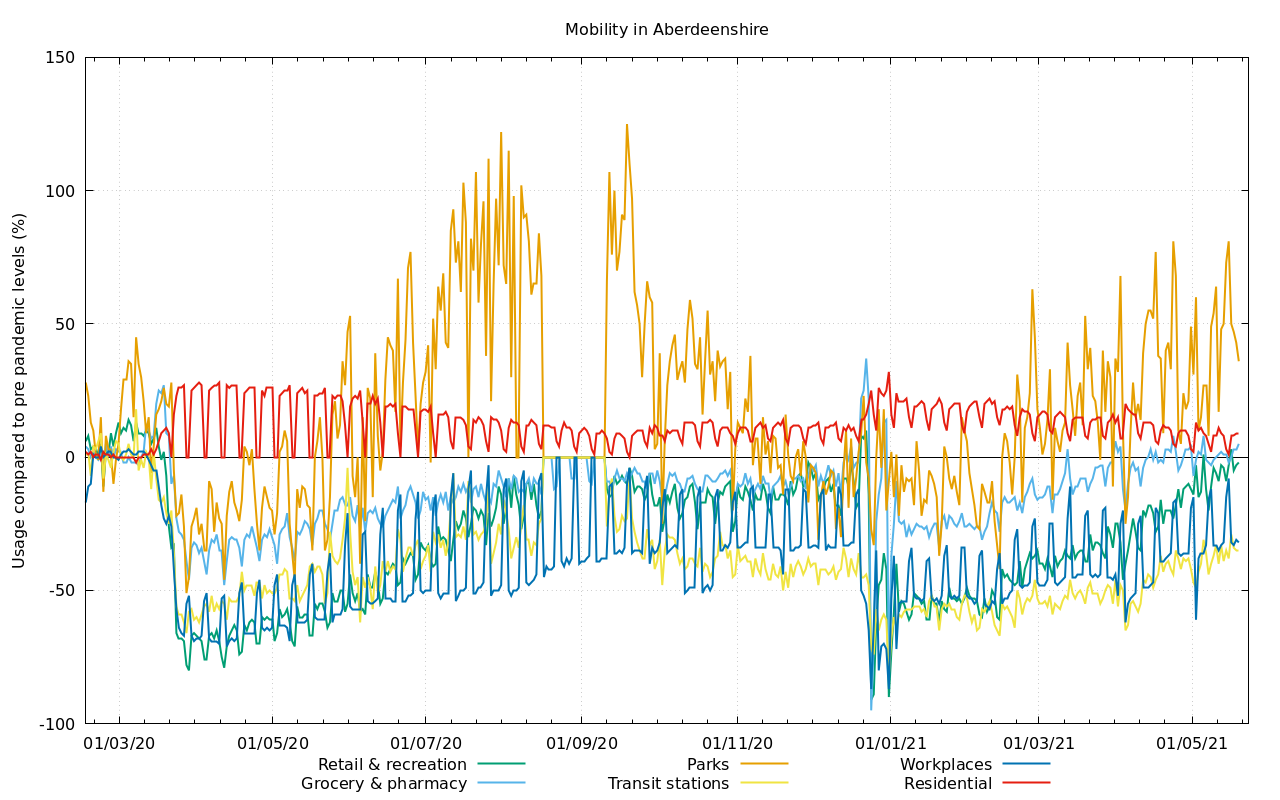 Mobility in Aberdeenshire
Usage compared to pre pandemic levels (%)
150
100
50
0
-50
-100
01/03/20 01/05/20 01/07/20 01/09/20 01/11/20 01/01/21 01/03/21 01/05/21
Retail & recreation Parks Workplaces
Grocery & pharmacy Transit stations Residential